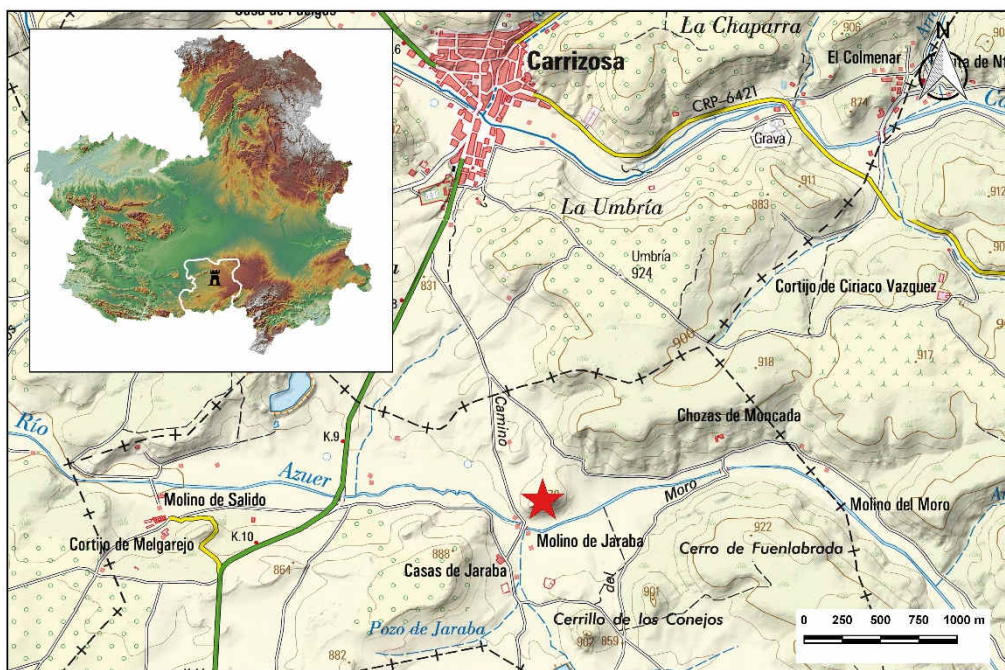 La Chaparra
906
N
Carrizosa
El Colmenar
CRP-6421
874
Grava
911
912
883
La Umbría
Umbría
924
831
Cortijo de Ciriaco Vazquez
900
918
917
Chozas de Moncada
Camino
K.9
Río
Azuer
Moro
Molino de Salido
Molino del Moro
Molino de Jaraba
K.10
922
Cortijo de Melgarejo
Cerro de Fuenlabrada
864
888
Casas de Jaraba
del
901
Cerrillo de los Conejos
Pozo de Jaraba
902
859
882
0
250
500
750
1000 m